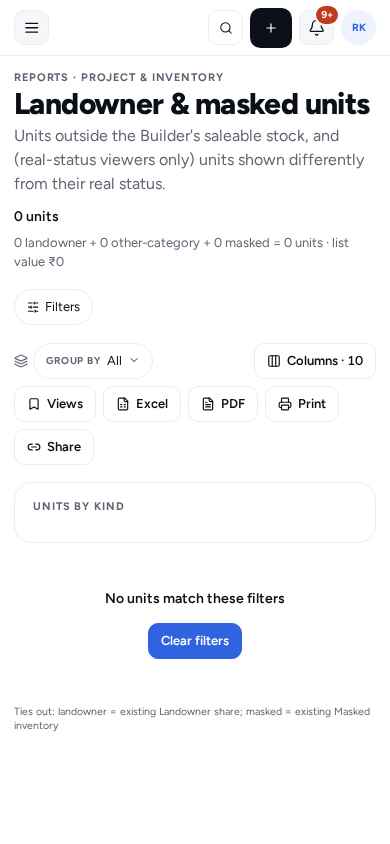 9+
RK
REPORTS · PROJECT & INVENTORY
Landowner & masked units
Units outside the Builder's saleable stock, and
(real-status viewers only) units shown differently
from their real status.
0 units
0 landowner + 0 other-category + 0 masked = 0 units · list
value ₹0
Filters
GROUP BY All
Columns · 10
Views
Excel
PDF
Print
Share
UNITS BY KIND
No units match these filters
Clear filters
Ties out: landowner = existing Landowner share; masked = existing Masked
inventory